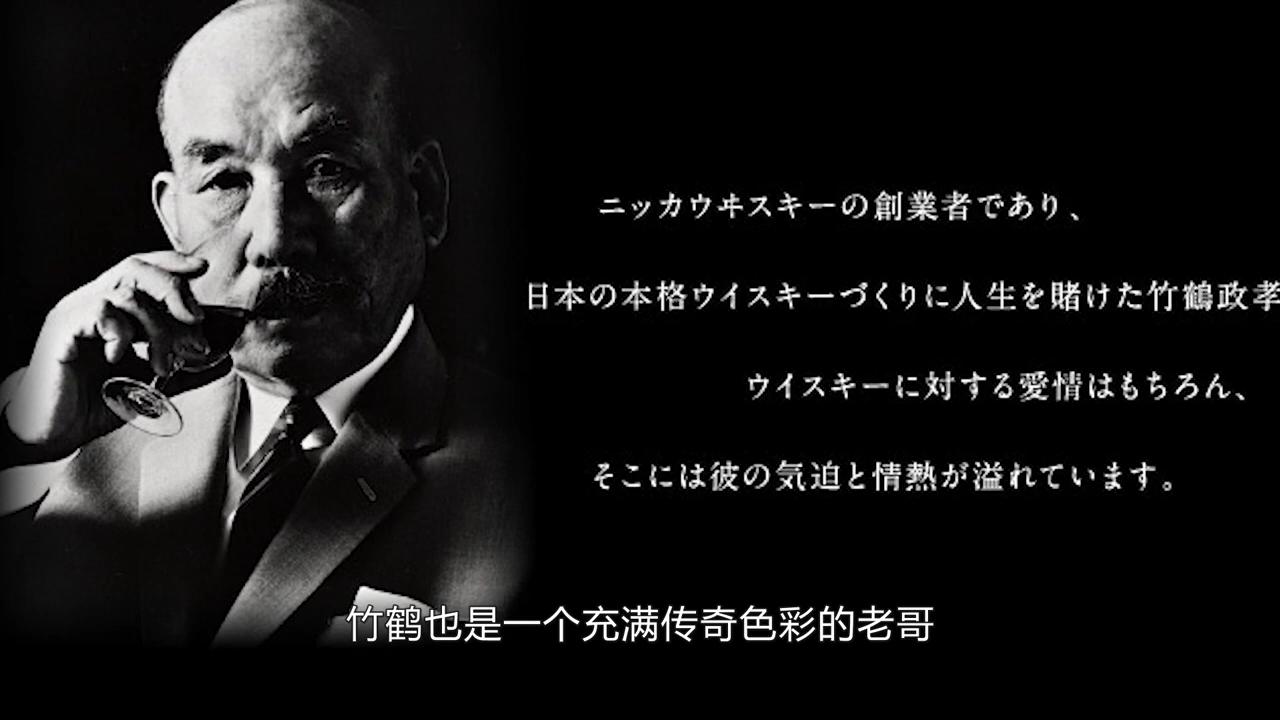 ニッカウヰスキーの創業者であり、
日本の本格ウイスキーづくりに人生を賭けた竹鶴政孝
ウイスキーに対する愛情はもちろん、
そこには彼の気迫と情熱が溢れています。
竹鹤也是一个充满传奇色彩的老哥